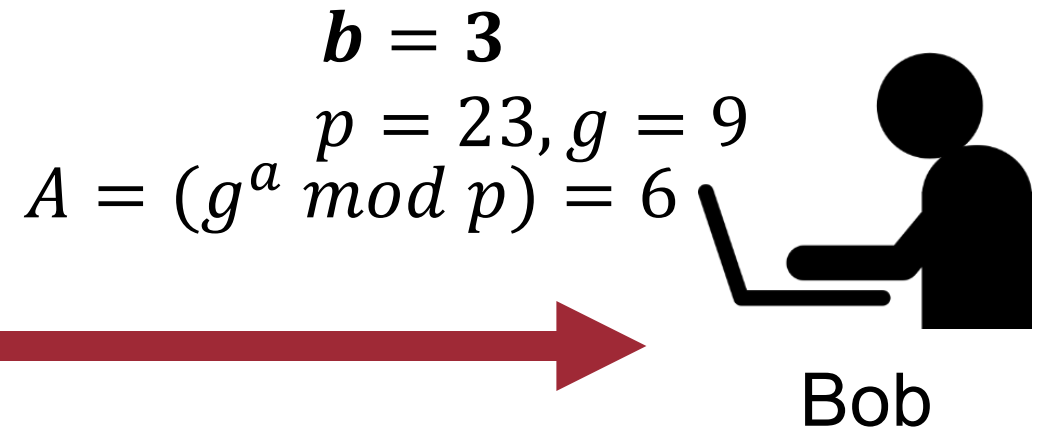 b = 3
p = 23, g = 9
A = (g^a mod p) = 6
Bob